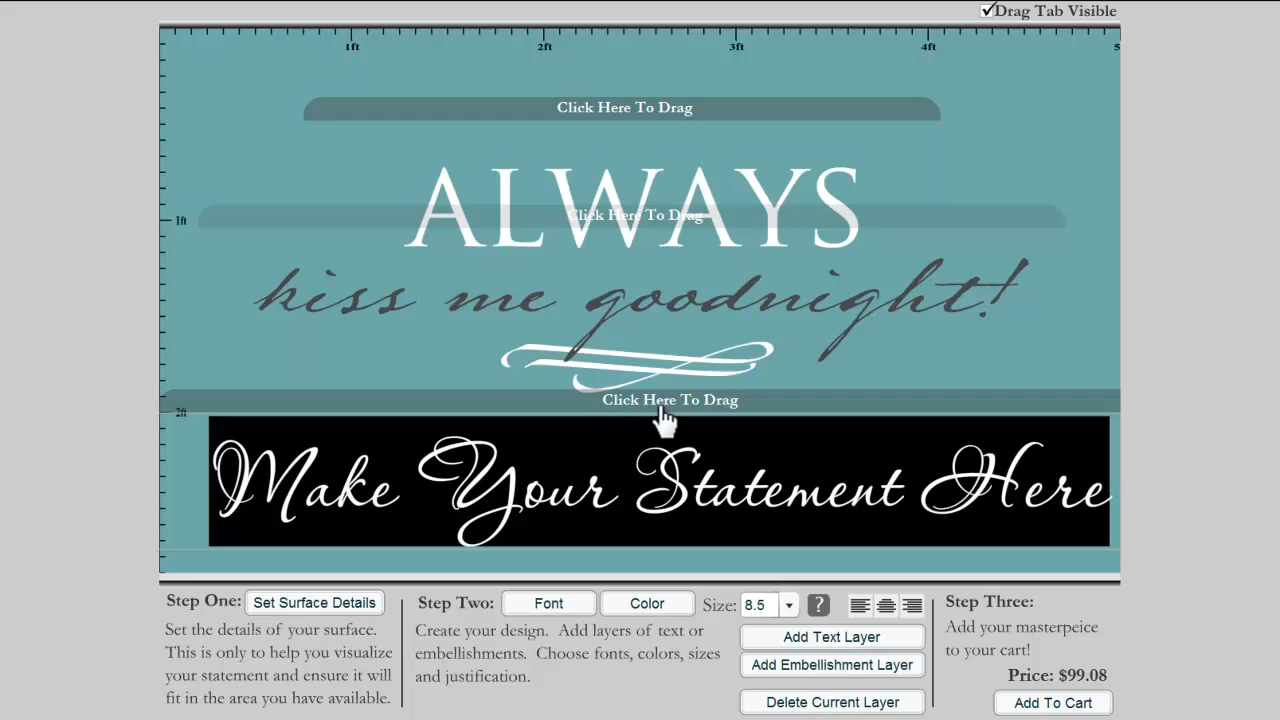 Drag Tab Visible
1ft 2ft 3ft 4ft 5
Click Here To Drag
ALWAYS
1ft
Click Here To Drag
kiss me goodnight!
Click Here To Drag
2ft
Make Your Statement Here
Step One: Set Surface Details
Set the details of your surface.
This is only to help you visualize
your statement and ensure it will
fit in the area you have available.
Step Two: Font Color Size: 8.5 ?
Create your design. Add layers of text or
embellishments. Choose fonts, colors, sizes
and justification.
Add Text Layer
Add Embellishment Layer
Delete Current Layer
Step Three:
Add your masterpeice
to your cart!
Price: $99.08
Add To Cart